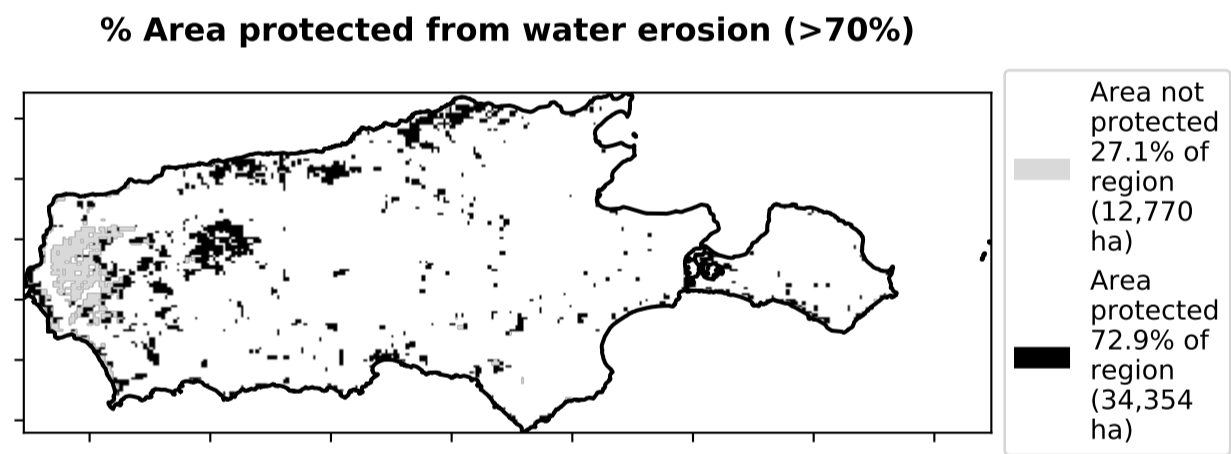 % Area protected from water erosion (>70%)
Area not
protected
27.1% of
region
(12,770
ha)
Area
protected
72.9% of
region
(34,354
ha)